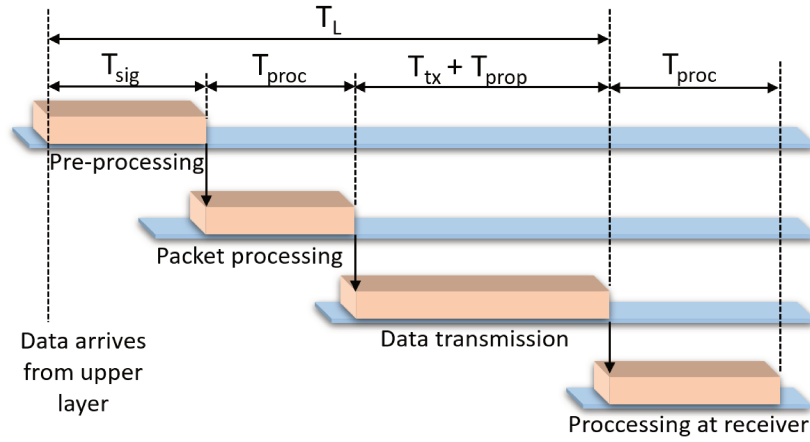 T_L
T_sig
T_proc
T_tx + T_prop
T_proc
Pre-processing
Packet processing
Data transmission
Data arrives
from upper
layer
Proccessing at receiver